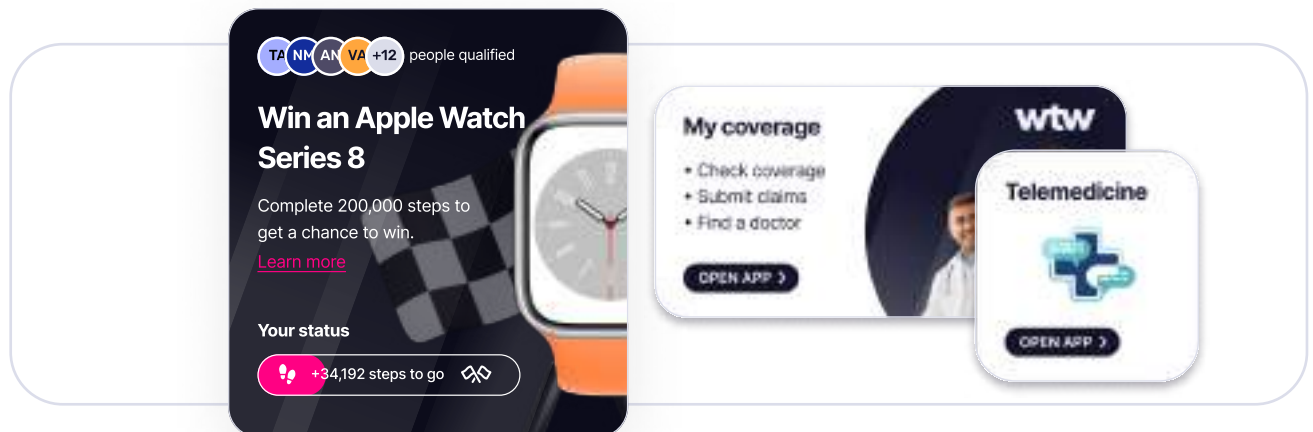 TA NM AN VA +12 people qualified
Win an Apple Watch
Series 8
Complete 200,000 steps to
get a chance to win.
Learn more
Your status
+34,192 steps to go
My coverage
• Check coverage
• Submit claims
• Find a doctor
OPEN APP
wtw
Telemedicine
OPEN APP